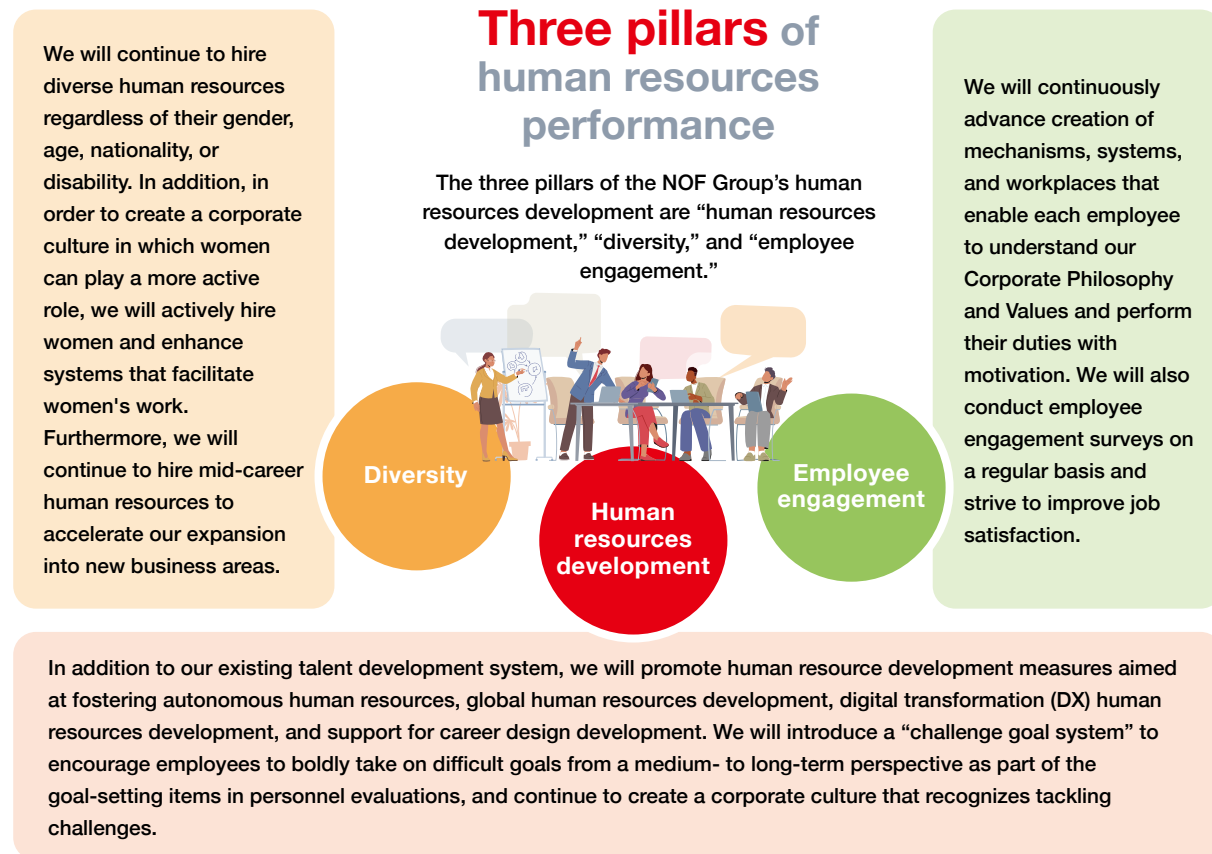 Three pillars of
human resources
performance
The three pillars of the NOF Group's human
resources development are “human resources
development,” “diversity,” and “employee
engagement.”
We will continue to hire
diverse human resources
regardless of their gender,
age, nationality, or
disability. In addition, in
order to create a corporate
culture in which women
can play a more active
role, we will actively hire
women and enhance
systems that facilitate
women's work.
Furthermore, we will
continue to hire mid-career
human resources to
accelerate our expansion
into new business areas.
Diversity
Human
resources
development
Employee
engagement
We will continuously
advance creation of
mechanisms, systems,
and workplaces that
enable each employee
to understand our
Corporate Philosophy
and Values and perform
their duties with
motivation. We will also
conduct employee
engagement surveys on
a regular basis and
strive to improve job
satisfaction.
In addition to our existing talent development system, we will promote human resource development measures aimed
at fostering autonomous human resources, global human resources development, digital transformation (DX) human
resources development, and support for career design development. We will introduce a “challenge goal system” to
encourage employees to boldly take on difficult goals from a medium- to long-term perspective as part of the
goal-setting items in personnel evaluations, and continue to create a corporate culture that recognizes tackling
challenges.